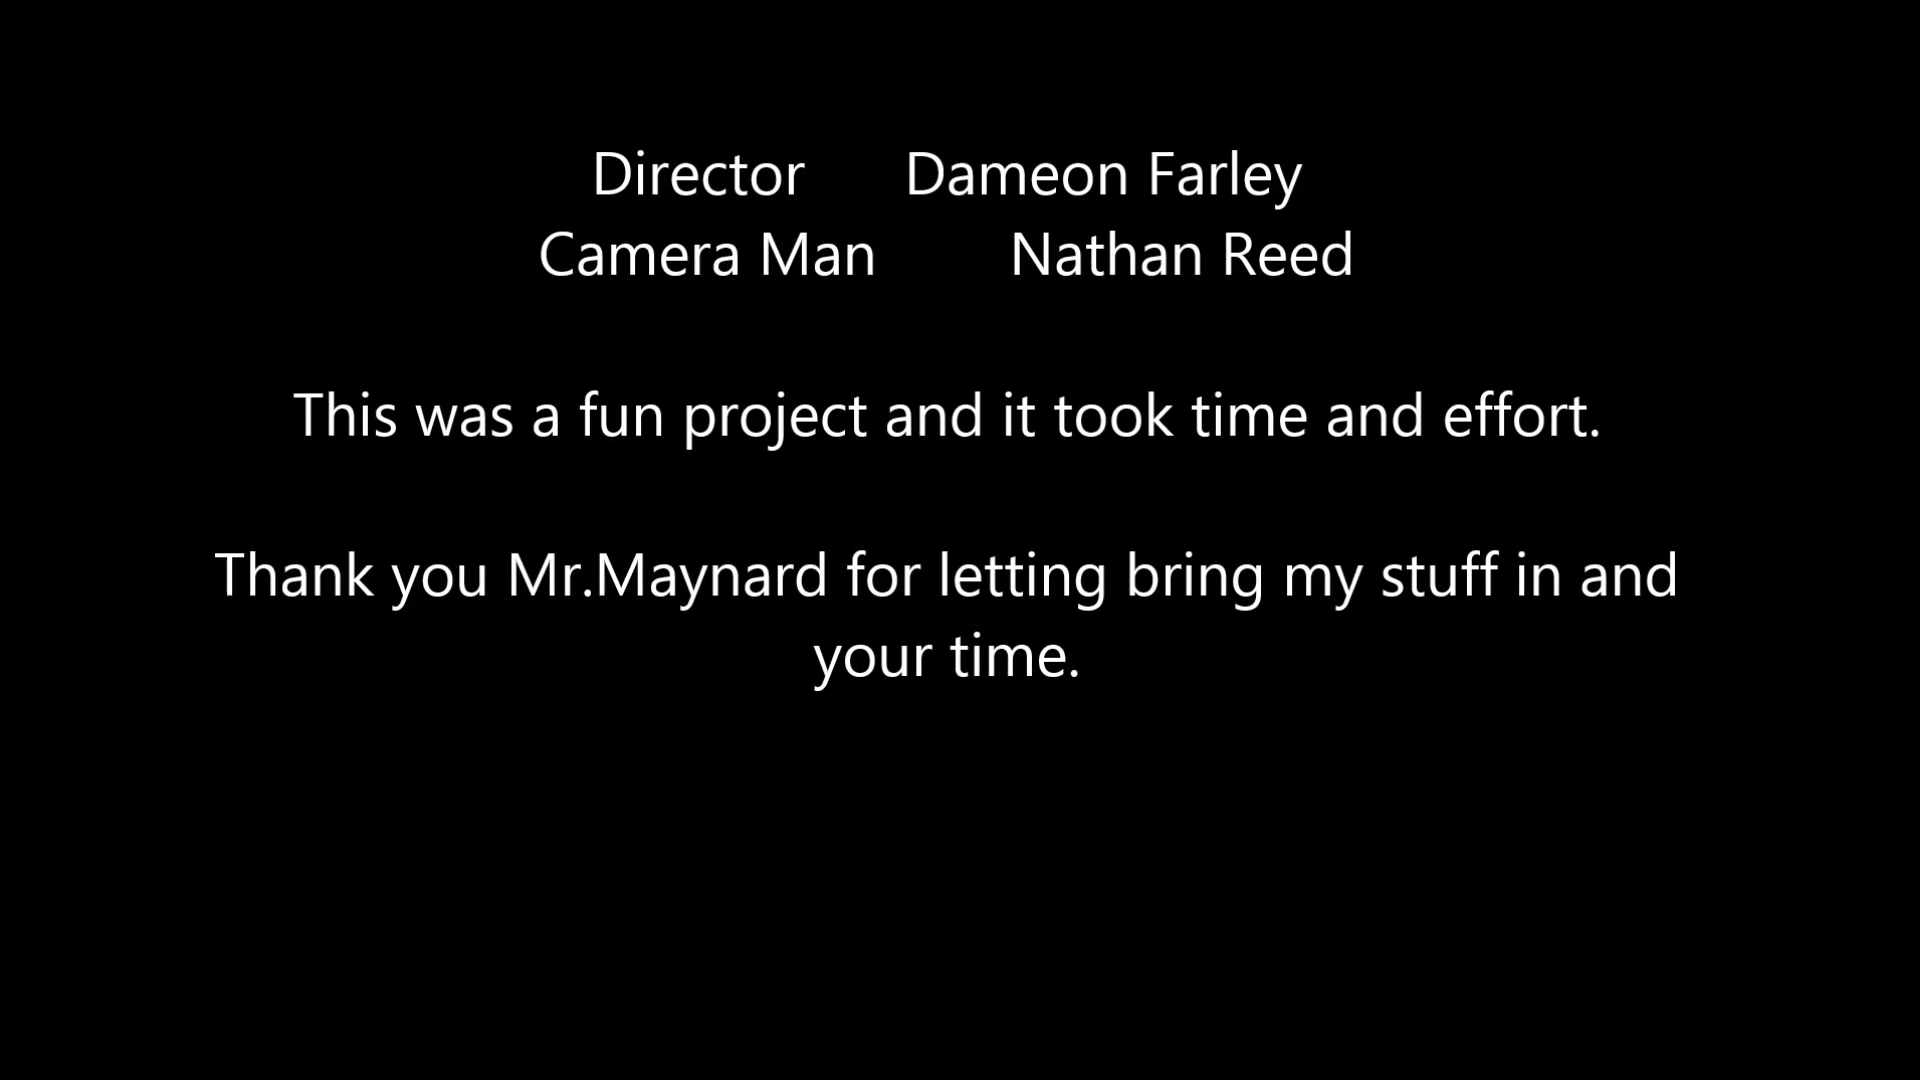 Director Dameon Farley
Camera Man Nathan Reed
This was a fun project and it took time and effort.
Thank you Mr.Maynard for letting bring my stuff in and
your time.